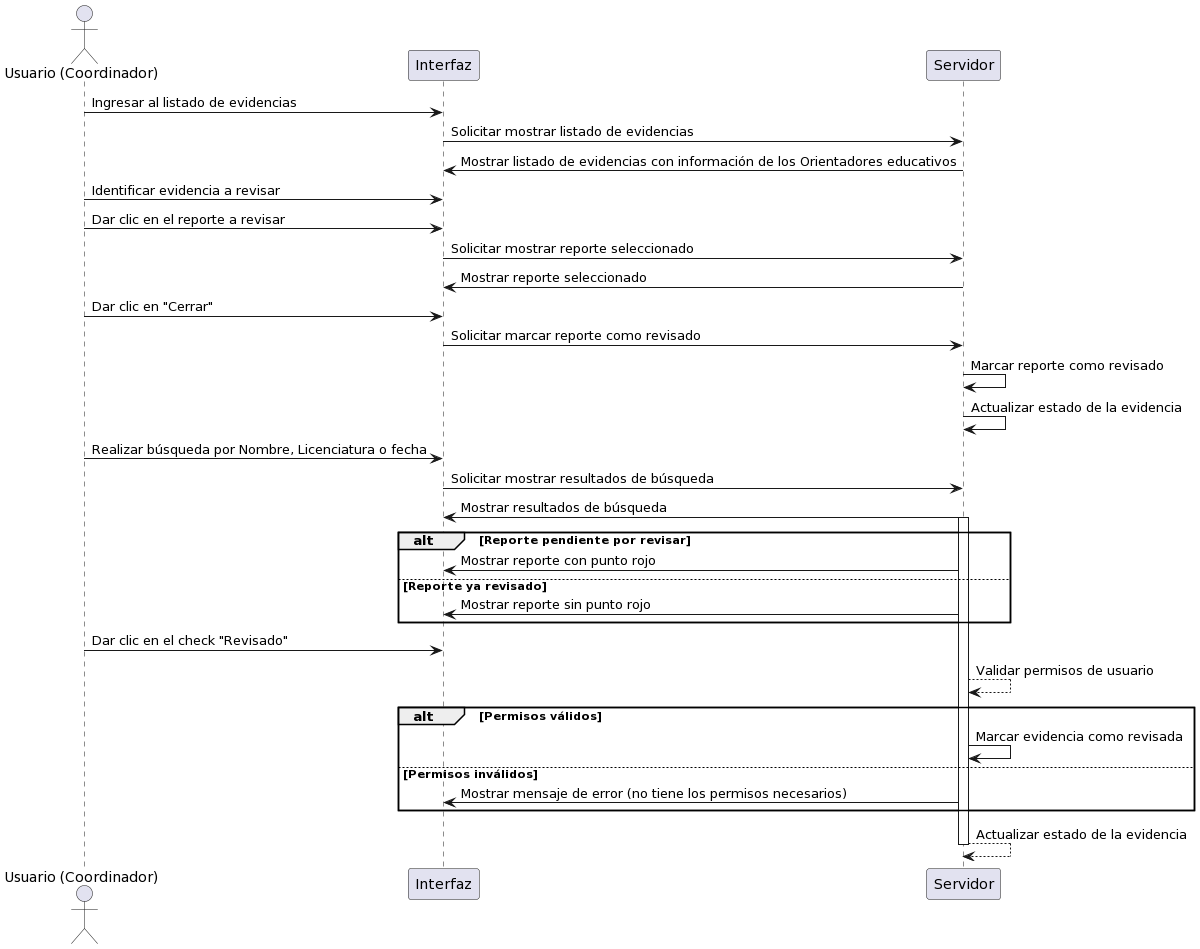 Usuario (Coordinador)
Interfaz
Servidor
Ingresar al listado de evidencias
Solicitar mostrar listado de evidencias
Mostrar listado de evidencias con información de los Orientadores educativos
Identificar evidencia a revisar
Dar clic en el reporte a revisar
Solicitar mostrar reporte seleccionado
Mostrar reporte seleccionado
Dar clic en "Cerrar"
Solicitar marcar reporte como revisado
Marcar reporte como revisado
Actualizar estado de la evidencia
Realizar búsqueda por Nombre, Licenciatura o fecha
Solicitar mostrar resultados de búsqueda
Mostrar resultados de búsqueda
alt [Reporte pendiente por revisar]
Mostrar reporte con punto rojo
[Reporte ya revisado]
Mostrar reporte sin punto rojo
Dar clic en el check "Revisado"
Validar permisos de usuario
alt [Permisos válidos]
Marcar evidencia como revisada
[Permisos inválidos]
Mostrar mensaje de error (no tiene los permisos necesarios)
Actualizar estado de la evidencia
Usuario (Coordinador)
Interfaz
Servidor